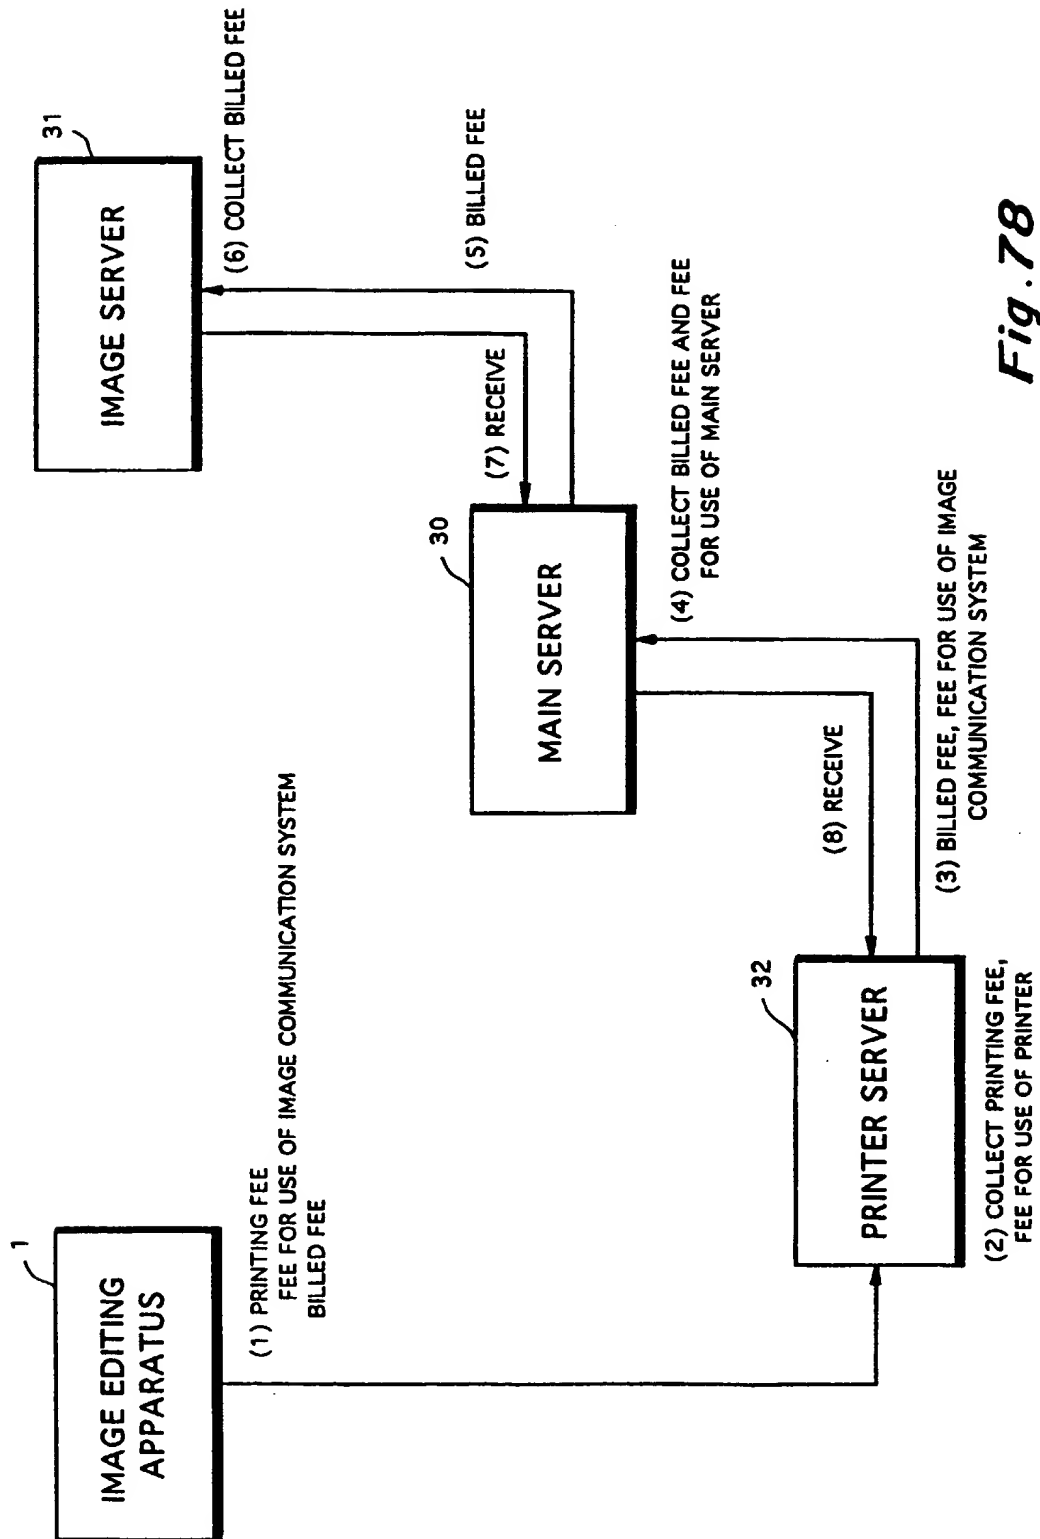 1
IMAGE EDITING
APPARATUS
(1) PRINTING FEE
FEE FOR USE OF IMAGE COMMUNICATION SYSTEM
BILLED FEE
32
PRINTER SERVER
(2) COLLECT PRINTING FEE,
FEE FOR USE OF PRINTER
(3) BILLED FEE, FEE FOR USE OF IMAGE
COMMUNICATION SYSTEM
(8) RECEIVE
30
MAIN SERVER
(4) COLLECT BILLED FEE AND FEE
FOR USE OF MAIN SERVER
(5) BILLED FEE
(7) RECEIVE
31
IMAGE SERVER
(6) COLLECT BILLED FEE
Fig.78